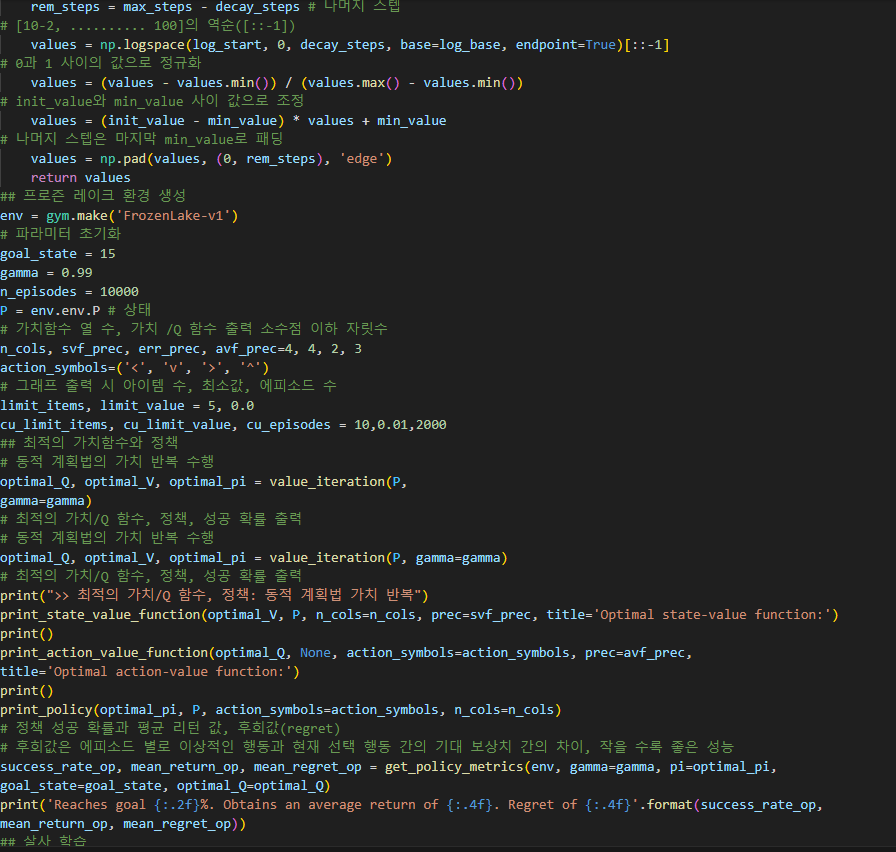 rem_steps = max_steps - decay_steps # 나머지 스텝
# [10-2, .......... 100]의 역순([::-1])
values = np.logspace(log_start, 0, decay_steps, base=log_base, endpoint=True)[::-1]
# 0과 1 사이의 값으로 정규화
values = (values - values.min()) / (values.max() - values.min())
# init_value와 min_value 사이 값으로 조정
values = (init_value - min_value) * values + min_value
# 나머지 스텝은 마지막 min_value로 패딩
values = np.pad(values, (0, rem_steps), 'edge')
return values
## 프로즌 레이크 환경 생성
env = gym.make('FrozenLake-v1')
# 파라미터 초기화
goal_state = 15
gamma = 0.99
n_episodes = 10000
P = env.env.P # 상태
# 가치함수 열 수, 가치 /Q 함수 출력 소수점 이하 자릿수
n_cols, svf_prec, err_prec, avf_prec=4, 4, 2, 3
action_symbols=('<', 'v', '>', '^')
# 그래프 출력 시 아이템 수, 최소값, 에피소드 수
limit_items, limit_value = 5, 0.0
cu_limit_items, cu_limit_value, cu_episodes = 10,0.01,2000
## 최적의 가치함수와 정책
# 동적 계획법의 가치 반복 수행
optimal_Q, optimal_V, optimal_pi = value_iteration(P,
gamma=gamma)
# 최적의 가치/Q 함수, 정책, 성공 확률 출력
# 동적 계획법의 가치 반복 수행
optimal_Q, optimal_V, optimal_pi = value_iteration(P, gamma=gamma)
# 최적의 가치/Q 함수, 정책, 성공 확률 출력
print(">> 최적의 가치/Q 함수, 정책: 동적 계획법 가치 반복")
print_state_value_function(optimal_V, P, n_cols=n_cols, prec=svf_prec, title='Optimal state-value function:')
print()
print_action_value_function(optimal_Q, None, action_symbols=action_symbols, prec=avf_prec,
title='Optimal action-value function:')
print()
print_policy(optimal_pi, P, action_symbols=action_symbols, n_cols=n_cols)
# 정책 성공 확률과 평균 리턴 값, 후회값(regret)
# 후회값은 에피소드 별로 이상적인 행동과 현재 선택 행동 간의 기대 보상치 간의 차이, 작을 수록 좋은 성능
success_rate_op, mean_return_op, mean_regret_op = get_policy_metrics(env, gamma=gamma, pi=optimal_pi,
goal_state=goal_state, optimal_Q=optimal_Q)
print('Reaches goal {:.2f}%. Obtains an average return of {:.4f}. Regret of {:.4f}'.format(success_rate_op,
mean_return_op, mean_regret_op))
## 살사 학습